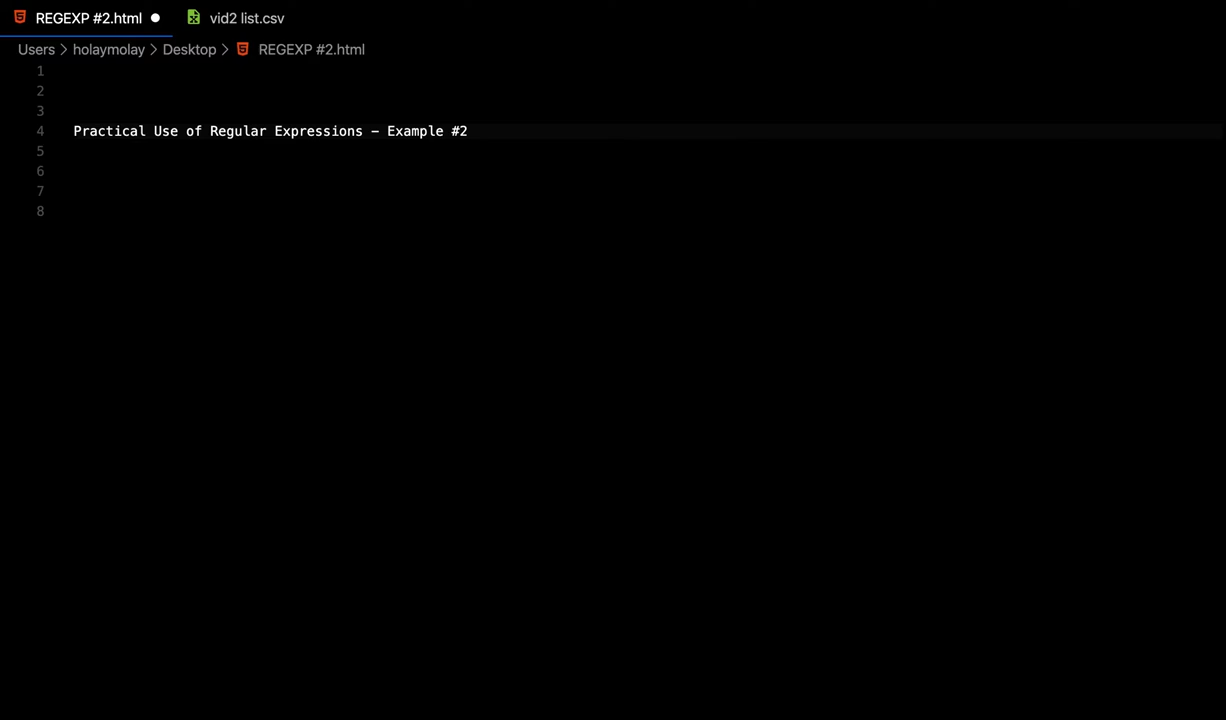 REGEXP #2.html vid2 list.csv
Users > holaymolay > Desktop > REGEXP #2.html
1
2
3
4 Practical Use of Regular Expressions - Example #2
5
6
7
8